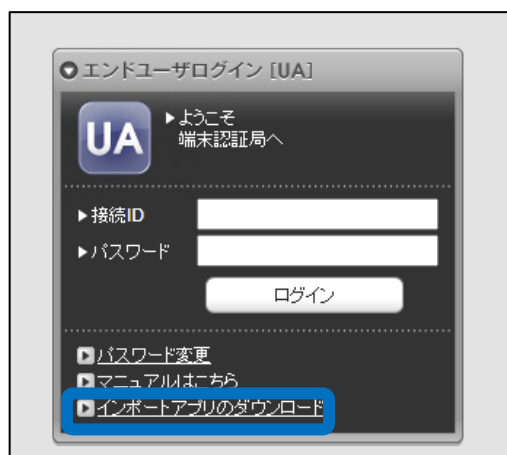 エンドユーザログイン [UA]
UA
ようこそ
端末認証局へ
接続ID
パスワード
ログイン
パスワード変更
マニュアルはこちら
インポートアプリのダウンロード